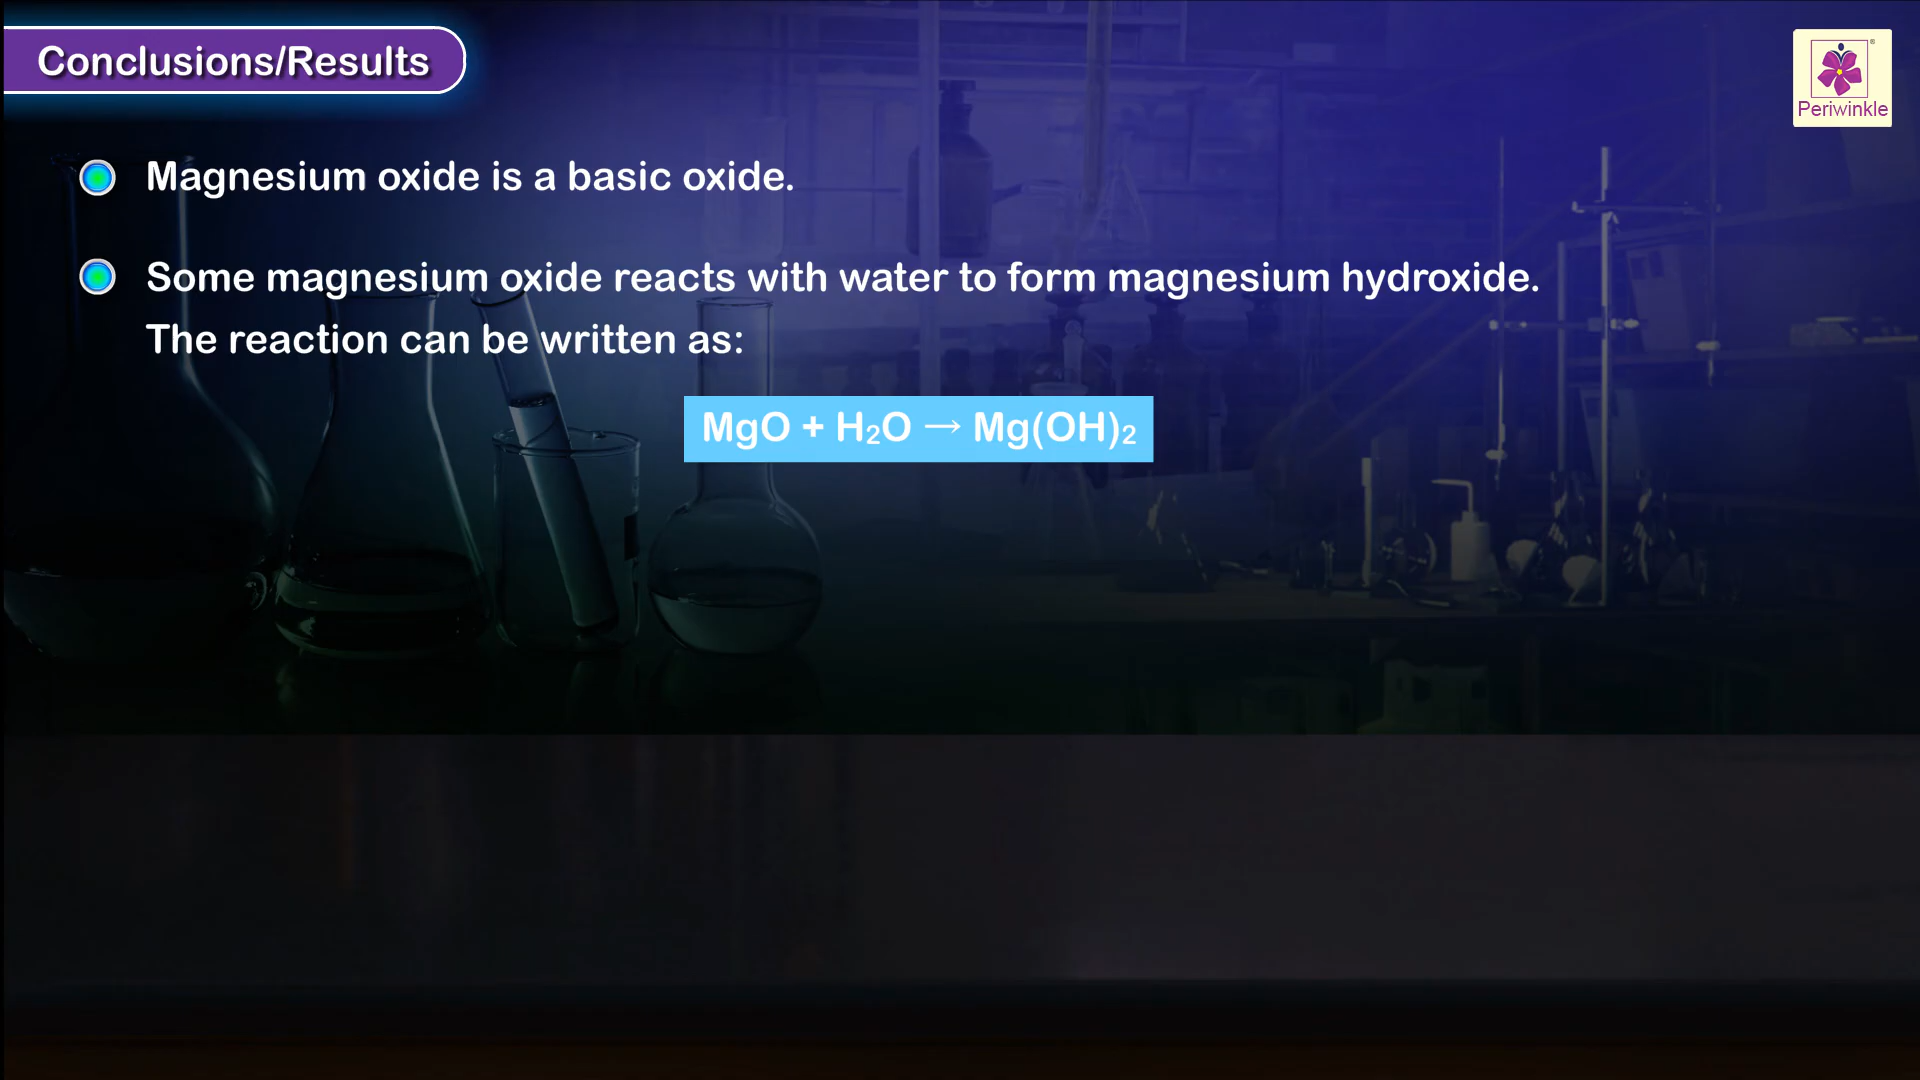 Conclusions/Results
Periwinkle
Magnesium oxide is a basic oxide.
Some magnesium oxide reacts with water to form magnesium hydroxide.
The reaction can be written as:
MgO + H₂O → Mg(OH)₂